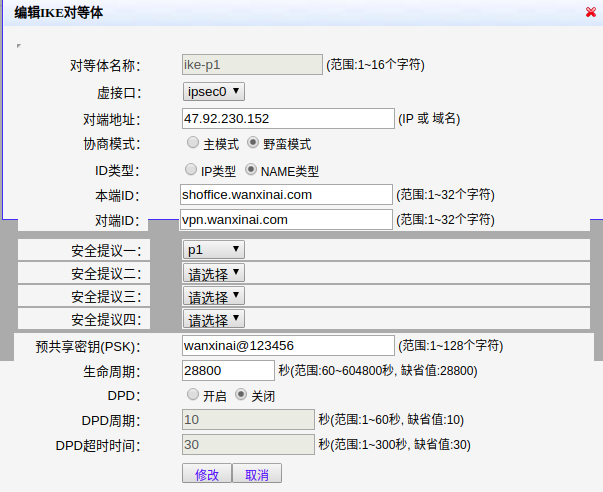 编辑IKE对等体
对等体名称： ike-p1 (范围:1~16个字符)
虚接口： ipsec0
对端地址： 47.92.230.152 (IP 或 域名)
协商模式： 主模式 野蛮模式
ID类型： IP类型 NAME类型
本端ID： shoffice.wanxinai.com (范围:1~32个字符)
对端ID： vpn.wanxinai.com (范围:1~32个字符)
安全提议一： p1
安全提议二： 请选择
安全提议三： 请选择
安全提议四： 请选择
预共享密钥(PSK)： wanxinai@123456 (范围:1~128个字符)
生命周期： 28800 秒(范围:60~604800秒, 缺省值:28800)
DPD： 开启 关闭
DPD周期： 10 秒(范围:1~60秒, 缺省值:10)
DPD超时时间： 30 秒(范围:1~300秒, 缺省值:30)
修改 取消